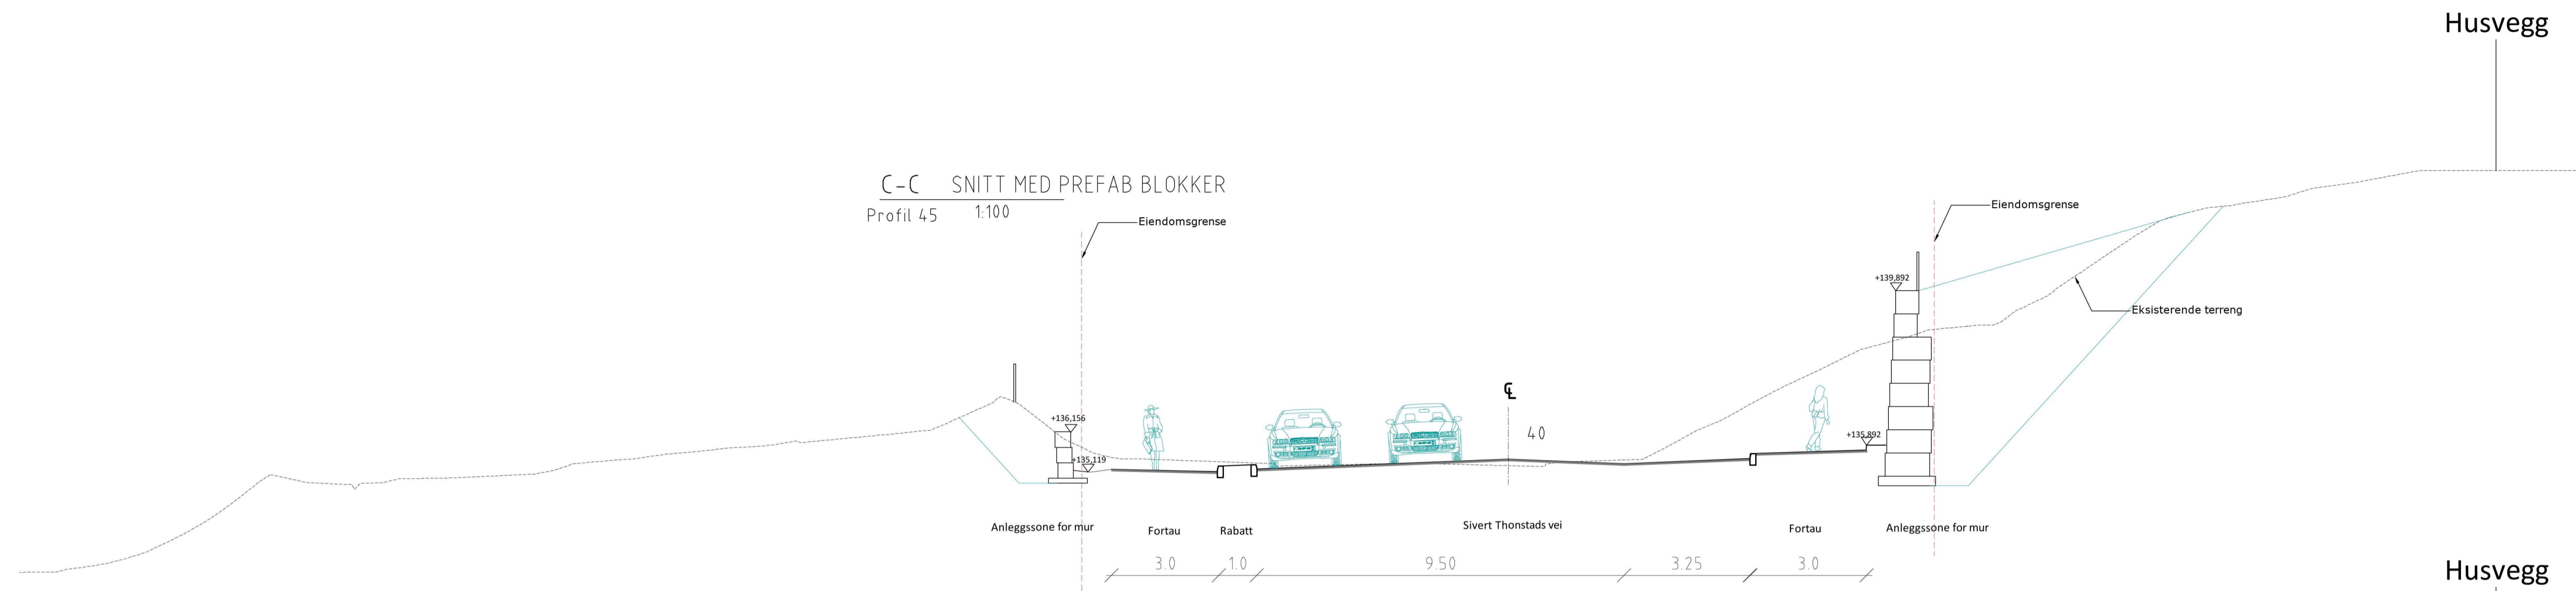 Husvegg
C-C SNITT MED PREFAB BLOKKER
Profil 45 1:100
Eiendomsgrense
Eiendomsgrense
+139,892
Eksisterende terreng
℄
+136,156
40
+135,892
+135,119
Anleggssone for mur
Fortau
Rabatt
Sivert Thonstads vei
Fortau
Anleggssone for mur
3.0 1.0 9.50 3.25 3.0
Husvegg